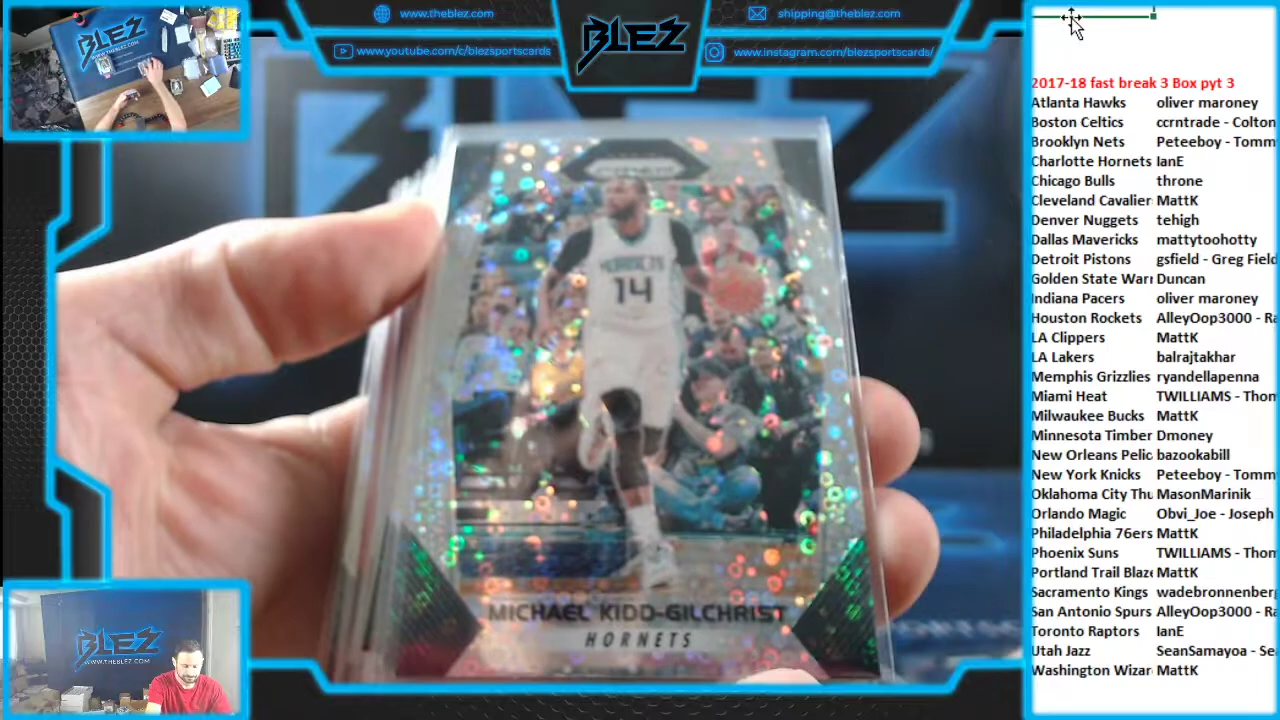 www.theblez.com
shipping@theblez.com
www.youtube.com/c/blezsportscards
www.instagram.com/blezsportscards/
BLEZ
BLEZ
WWW.THEBLEZ.COM
PRIZM
HORNETS
14
MICHAEL KIDD-GILCHRIST
HORNETS
BLEZ
WWW.THEBLEZ.COM
2017-18 fast break 3 Box pyt 3
Atlanta Hawks oliver maroney
Boston Celtics ccrntrade - Colton
Brooklyn Nets Peteeboy - Tomm
Charlotte Hornets IanE
Chicago Bulls throne
Cleveland Cavalier MattK
Denver Nuggets tehigh
Dallas Mavericks mattytoohotty
Detroit Pistons gsfield - Greg Field
Golden State Warr Duncan
Indiana Pacers oliver maroney
Houston Rockets AlleyOop3000 - Ra
LA Clippers MattK
LA Lakers balrajtakhar
Memphis Grizzlies ryandellapenna
Miami Heat TWILLIAMS - Thon
Milwaukee Bucks MattK
Minnesota Timber Dmoney
New Orleans Pelic bazookabill
New York Knicks Peteeboy - Tomm
Oklahoma City Thu MasonMarinik
Orlando Magic Obvi_Joe - Joseph
Philadelphia 76ers MattK
Phoenix Suns TWILLIAMS - Thon
Portland Trail Blaze MattK
Sacramento Kings wadebronnenberg
San Antonio Spurs AlleyOop3000 - Ra
Toronto Raptors IanE
Utah Jazz SeanSamayoa - Se
Washington Wizar MattK